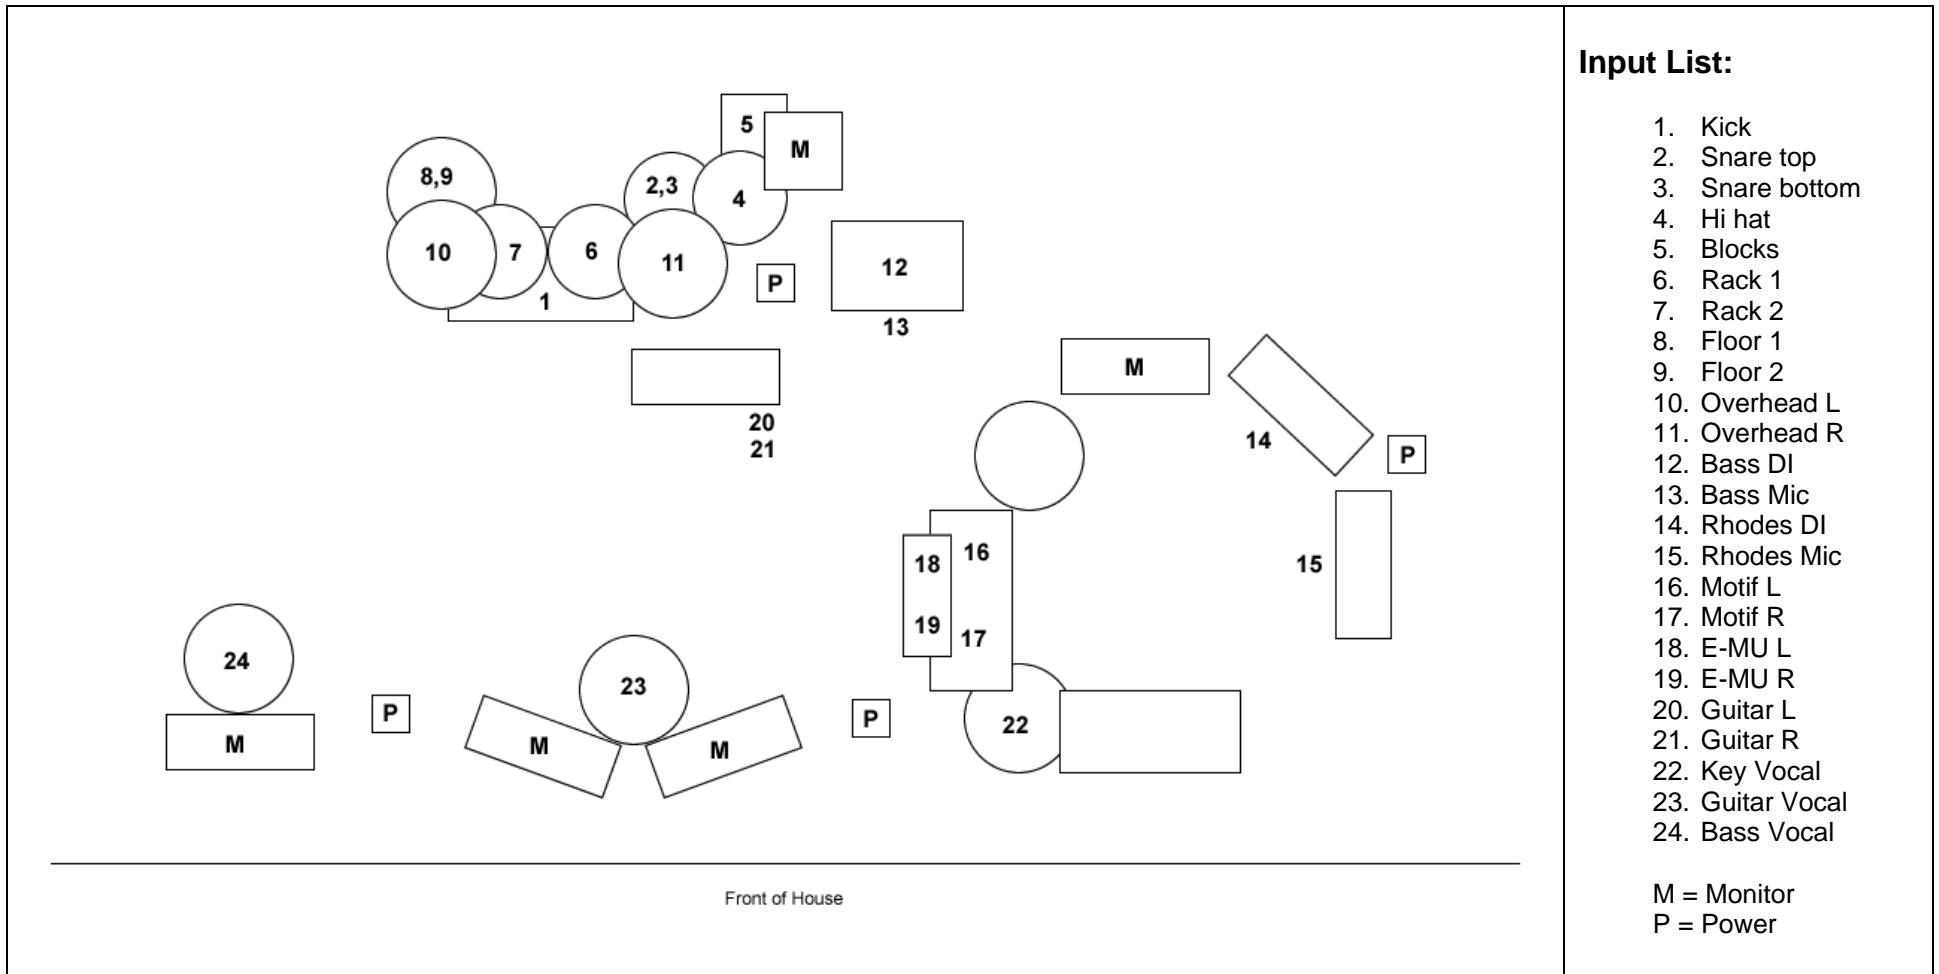 5
M
8,9
2,3
4
10
7
6
11
12
P
1
13
M
20
21
14
P
16
18
15
19
17
24
23
22
P
P
M
M
M
Front of House
Input List:
1. Kick
2. Snare top
3. Snare bottom
4. Hi hat
5. Blocks
6. Rack 1
7. Rack 2
8. Floor 1
9. Floor 2
10. Overhead L
11. Overhead R
12. Bass DI
13. Bass Mic
14. Rhodes DI
15. Rhodes Mic
16. Motif L
17. Motif R
18. E-MU L
19. E-MU R
20. Guitar L
21. Guitar R
22. Key Vocal
23. Guitar Vocal
24. Bass Vocal
M = Monitor
P = Power